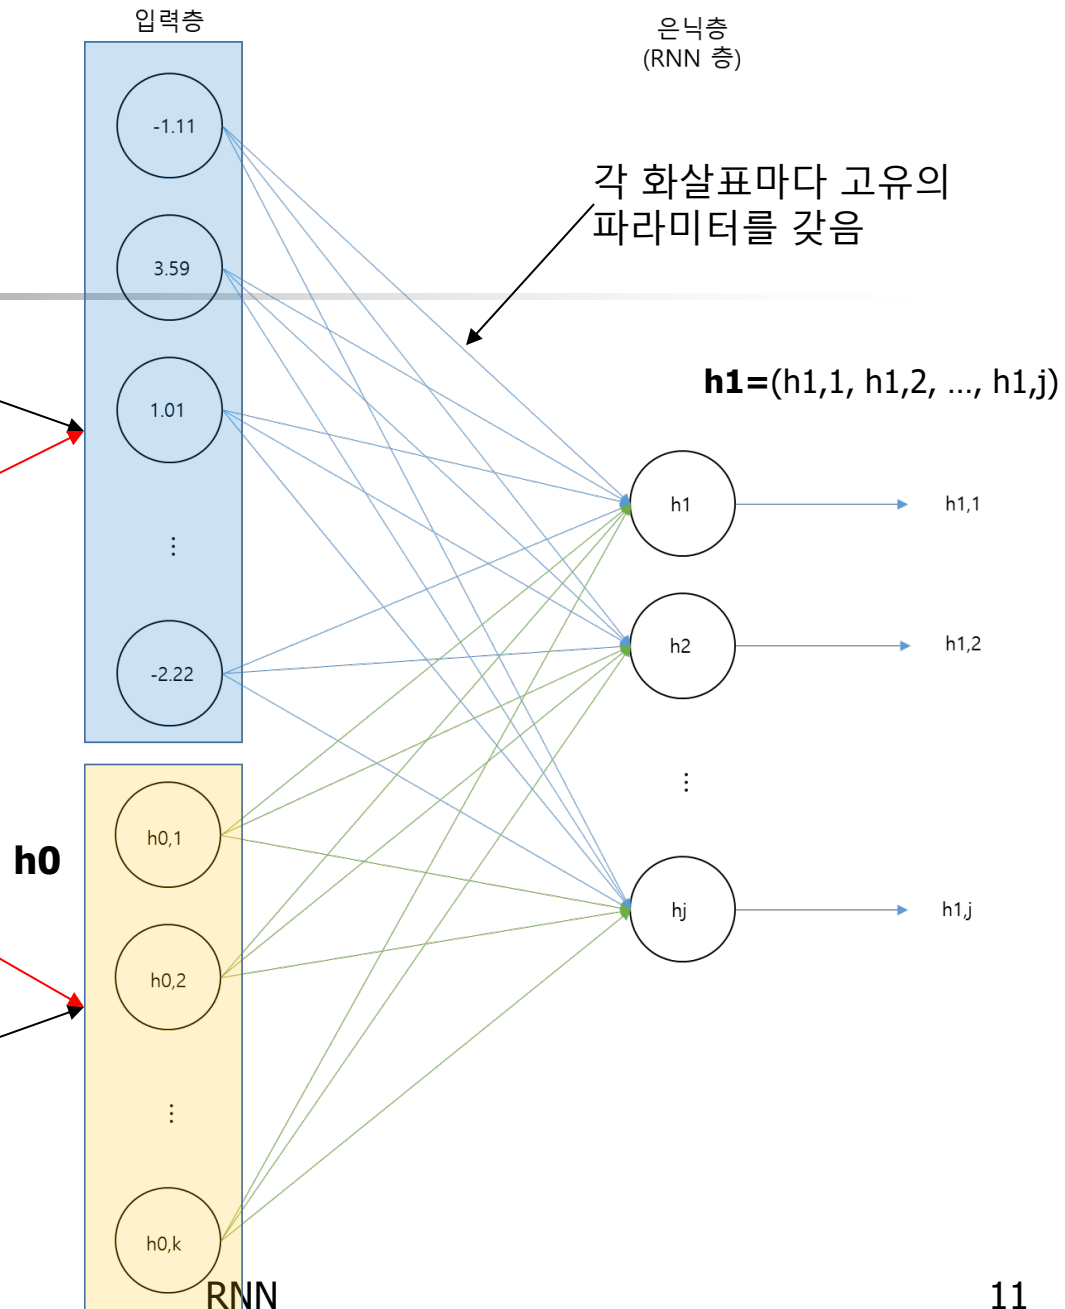 입력층
은닉층
(RNN 층)
-1.11
각 화살표마다 고유의
파라미터를 갖음
3.59
h1=(h1,1, h1,2, ..., h1,j)
1.01
h1
h1,1
⋮
h2
h1,2
-2.22
⋮
h0,1
h0
hj
h1,j
h0,2
⋮
h0,k
RNN
11